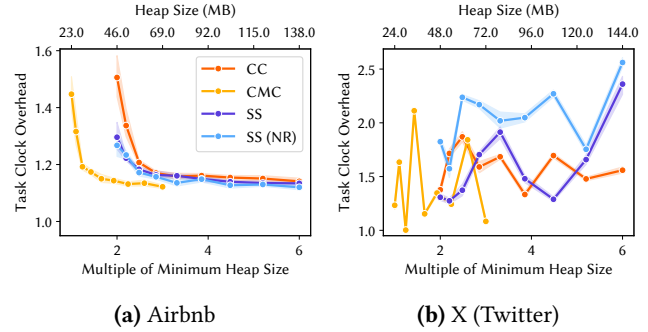 Heap Size (MB)
23.0 46.0 69.0 92.0 115.0 138.0
1.6
1.4
1.2
1.0
Task Clock Overhead
CC
CMC
SS
SS (NR)
2 4 6
Multiple of Minimum Heap Size
(a) Airbnb
Heap Size (MB)
24.0 48.0 72.0 96.0 120.0 144.0
2.5
2.0
1.5
1.0
Task Clock Overhead
2 4 6
Multiple of Minimum Heap Size
(b) X (Twitter)